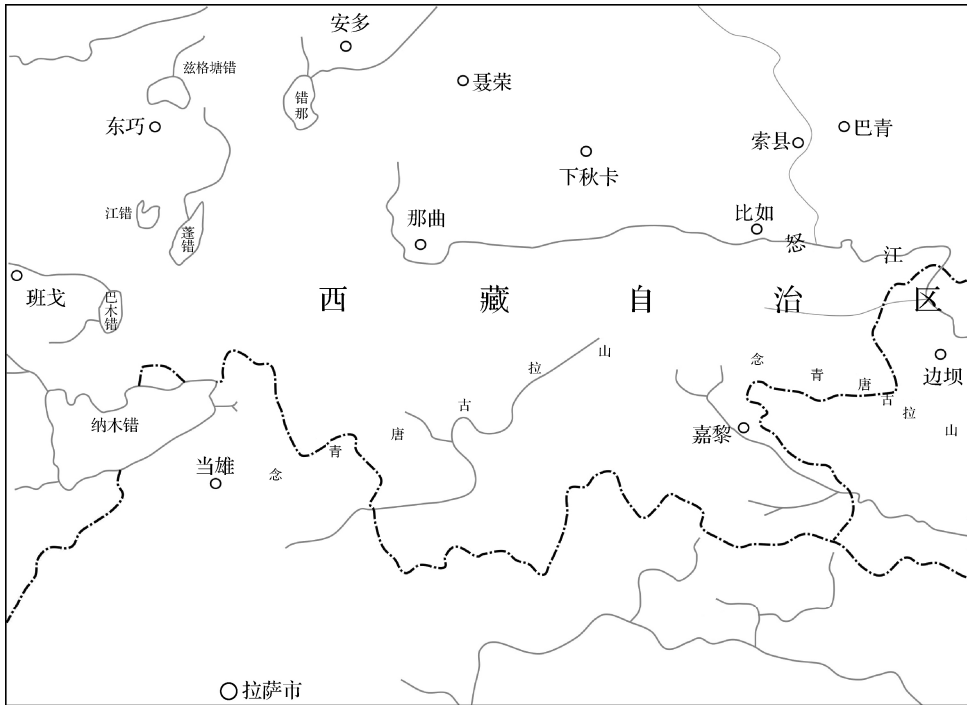 安多
兹格塘错
聂荣
错那
东巧
巴青
索县
下秋卡
江错
蓬错
那曲
比如
怒江
班戈
巴木错
西藏自治区
念青唐古拉山
边坝
纳木错
念青唐古拉山
嘉黎
当雄
拉萨市